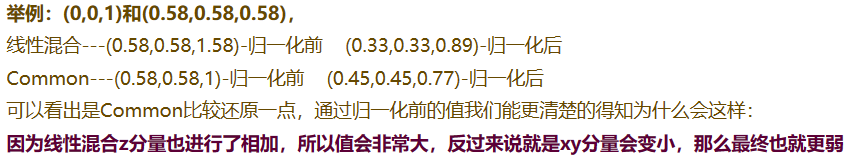 举例：(0,0,1)和(0.58,0.58,0.58)，
线性混合---(0.58,0.58,1.58)-归一化前 (0.33,0.33,0.89)-归一化后
Common---(0.58,0.58,1)-归一化前 (0.45,0.45,0.77)-归一化后
可以看出是Common比较还原一点，通过归一化前的值我们能更清楚的得知为什么会这样：
因为线性混合z分量也进行了相加，所以值会非常大，反过来说就是xy分量会变小，那么最终也就更弱